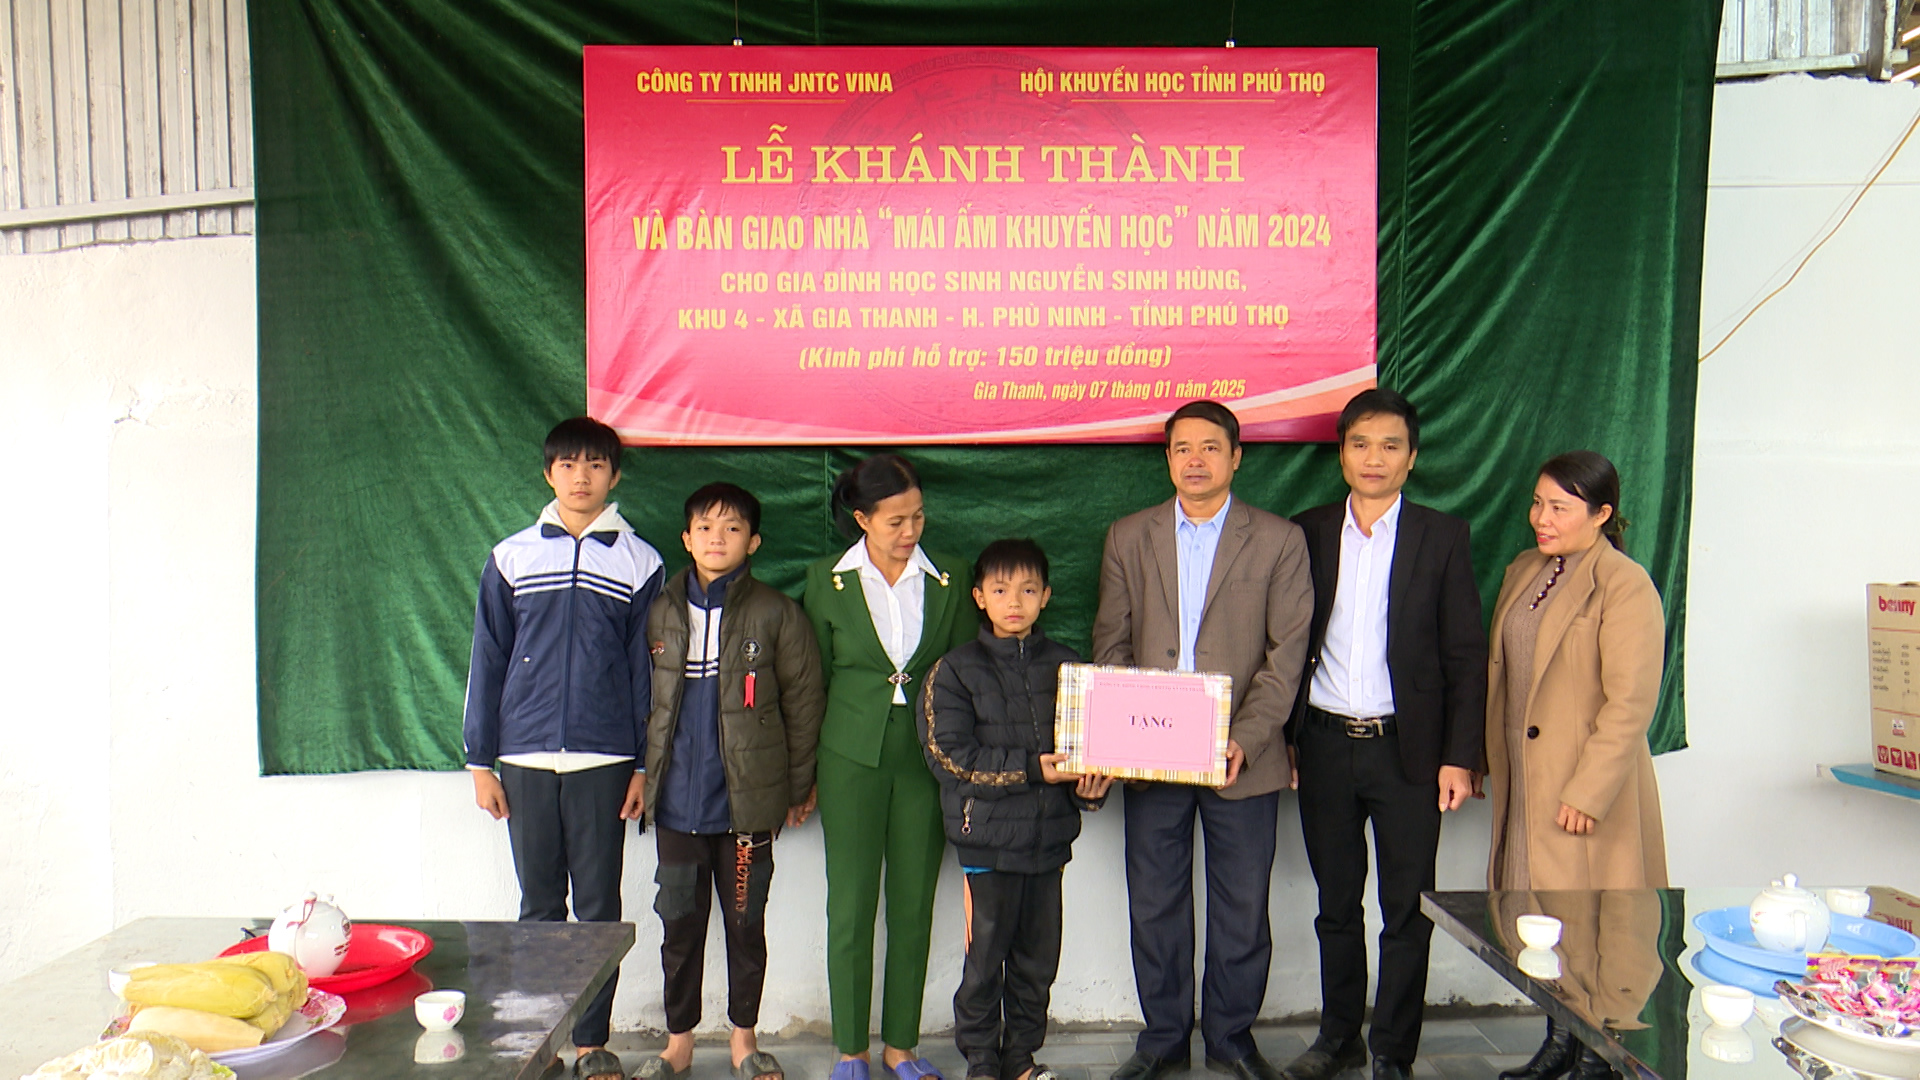 CÔNG TY TNHH JNTC VINA
HỘI KHUYẾN HỌC TỈNH PHÚ THỌ
LỄ KHÁNH THÀNH
VÀ BÀN GIAO NHÀ “MÁI ẤM KHUYẾN HỌC” NĂM 2024
CHO GIA ĐÌNH HỌC SINH NGUYỄN SINH HÙNG,
KHU 4 - XÃ GIA THANH - H. PHÙ NINH - TỈNH PHÚ THỌ
(Kinh phí hỗ trợ: 150 triệu đồng)
Gia Thanh, ngày 07 tháng 01 năm 2025
TẶNG
benny